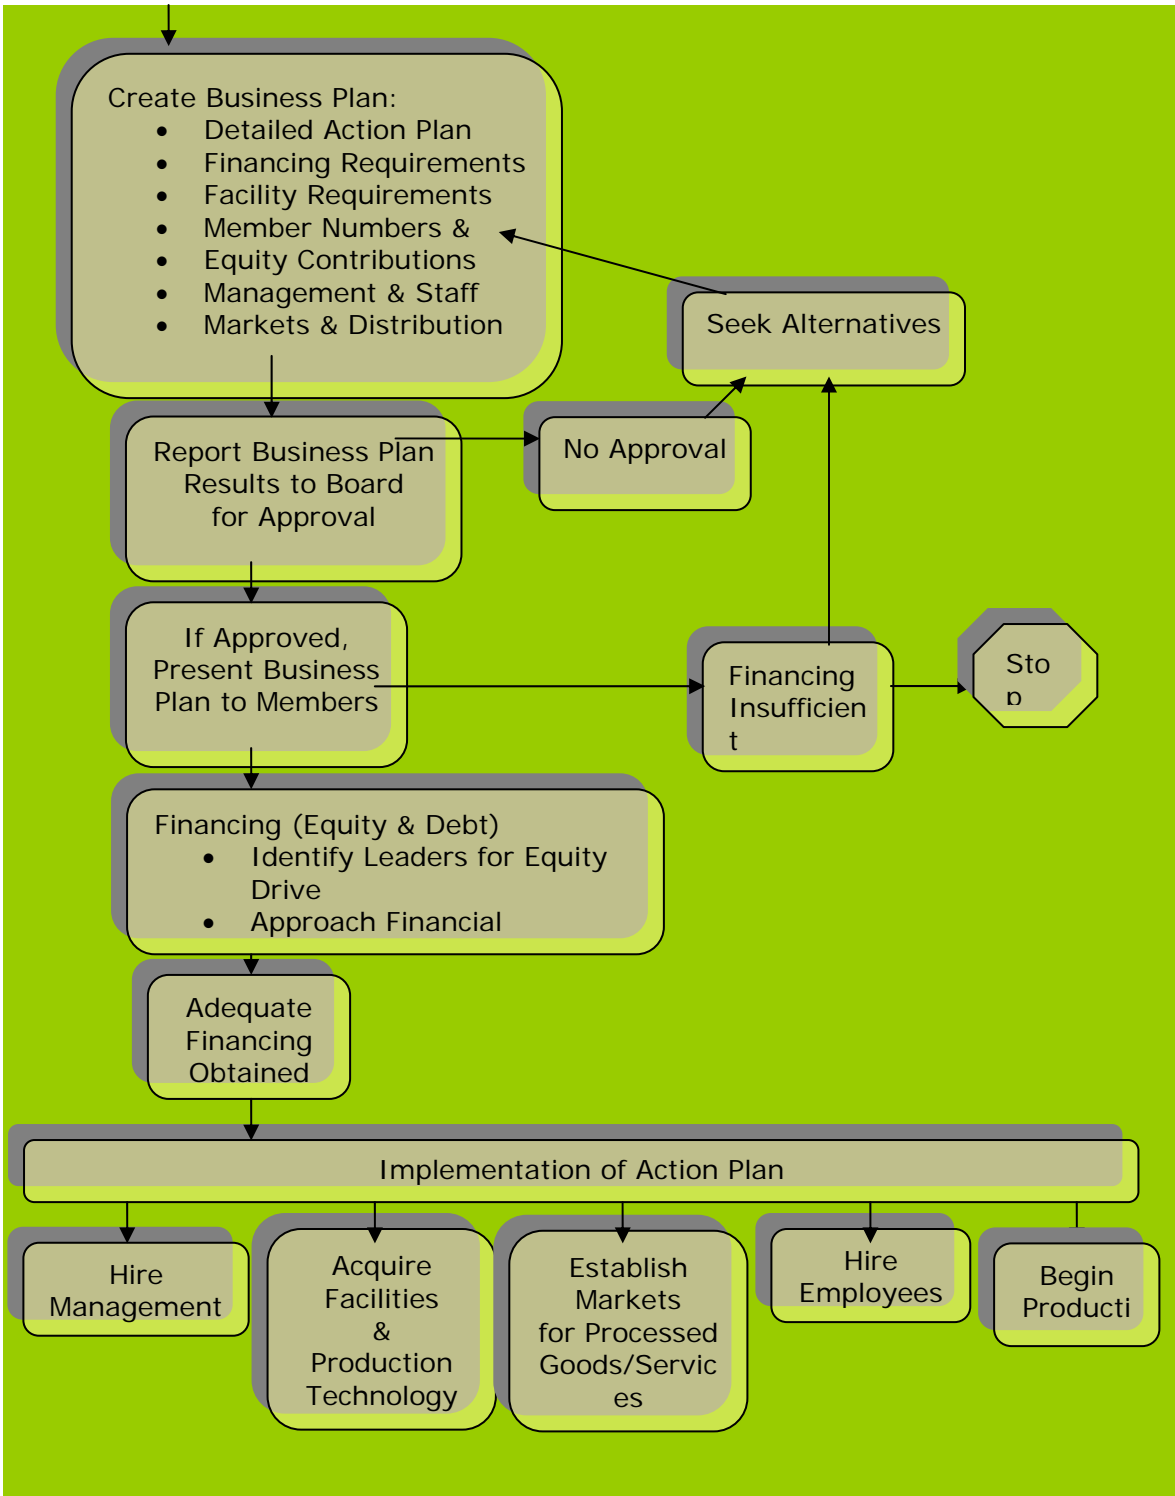 Create Business Plan:
• Detailed Action Plan
• Financing Requirements
• Facility Requirements
• Member Numbers &
• Equity Contributions
• Management & Staff
• Markets & Distribution
Seek Alternatives
Report Business Plan
Results to Board
for Approval
No Approval
If Approved,
Present Business
Plan to Members
Financing
Insufficien
t
Sto
p
Financing (Equity & Debt)
• Identify Leaders for Equity
Drive
• Approach Financial
Adequate
Financing
Obtained
Implementation of Action Plan
Hire
Management
Acquire
Facilities
&
Production
Technology
Establish
Markets
for Processed
Goods/Servic
es
Hire
Employees
Begin
Producti